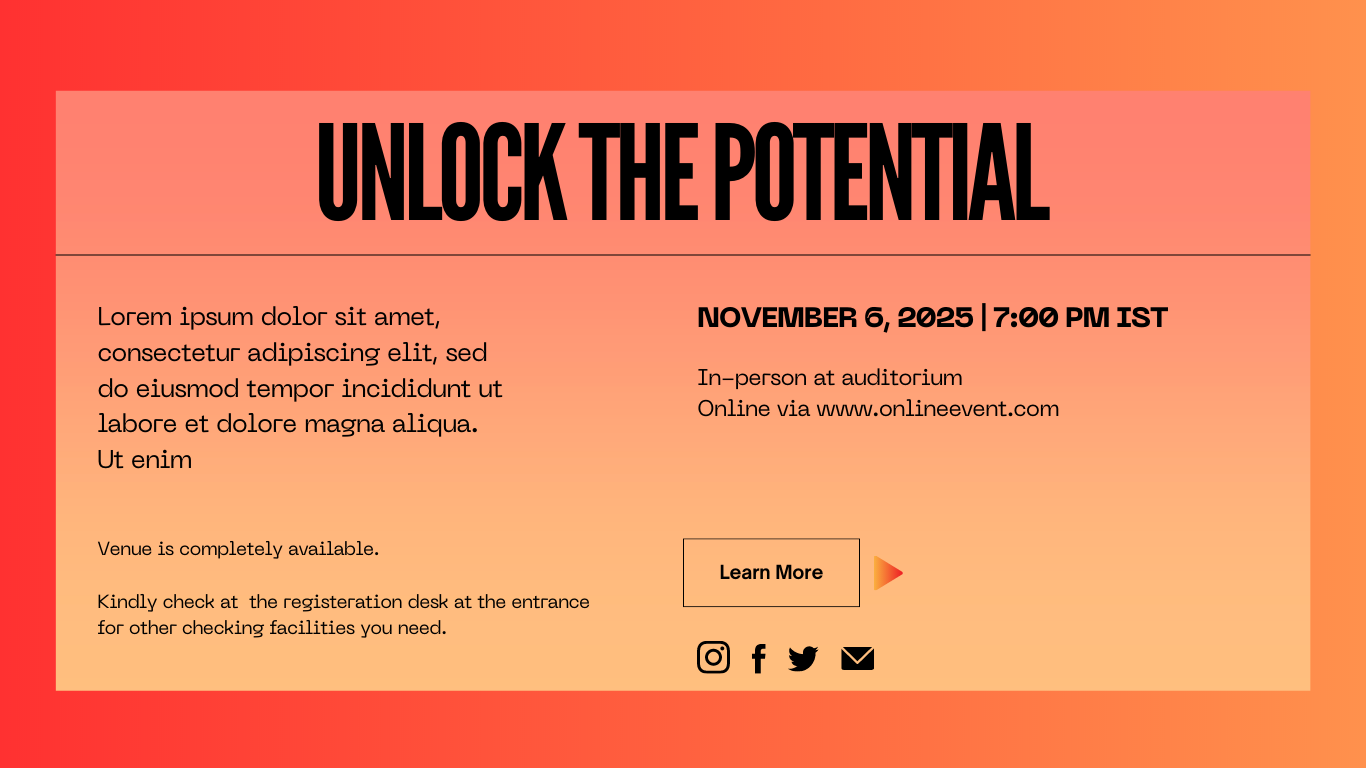 UNLOCK THE POTENTIAL
Lorem ipsum dolor sit amet,
consectetur adipiscing elit, sed
do eiusmod tempor incididunt ut
labore et dolore magna aliqua.
Ut enim
Venue is completely available.
Kindly check at  the registeration desk at the entrance
for other checking facilities you need.
NOVEMBER 6, 2025 | 7:00 PM IST
In-person at auditorium
Online via www.onlineevent.com
Learn More